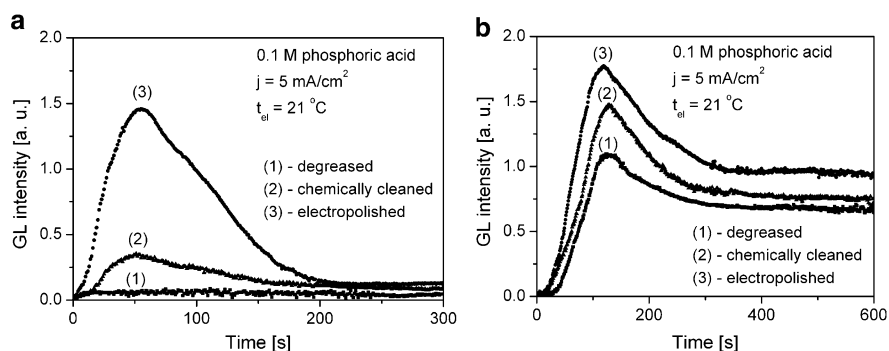 a
2.0
1.5
1.0
0.5
0.0
GL intensity [a. u.]
0.1 M phosphoric acid
j = 5 mA/cm²
t_el = 21 °C
(3)
(1) - degreased
(2) - chemically cleaned
(3) - electropolished
(2)
(1)
0
100
200
300
Time [s]
b
2.0
1.5
1.0
0.5
0.0
GL intensity [a. u.]
0.1 M phosphoric acid
j = 5 mA/cm²
t_el = 21 °C
(3)
(2)
(1)
(1) - degreased
(2) - chemically cleaned
(3) - electropolished
0
200
400
600
Time [s]